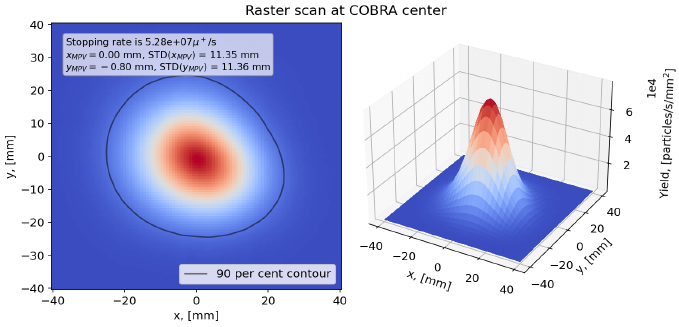 Raster scan at COBRA center
Stopping rate is 5.28e+07μ⁺/s
x_MPV = 0.00 mm, STD(x_MPV) = 11.35 mm
y_MPV = −0.80 mm, STD(y_MPV) = 11.36 mm
40
30
20
10
0
−10
−20
−30
−40
y, [mm]
90 per cent contour
−40
−20
0
20
40
x, [mm]
1e4
6
4
2
Yield, [particles/s/mm²]
−40
−20
0
20
40
x, [mm]
−40
−20
0
20
40
y, [mm]